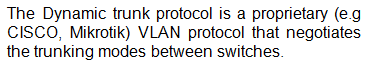 The Dynamic trunk protocol is a proprietary (e.g
CISCO, Mikrotik) VLAN protocol that negotiates
the trunking modes between switches.